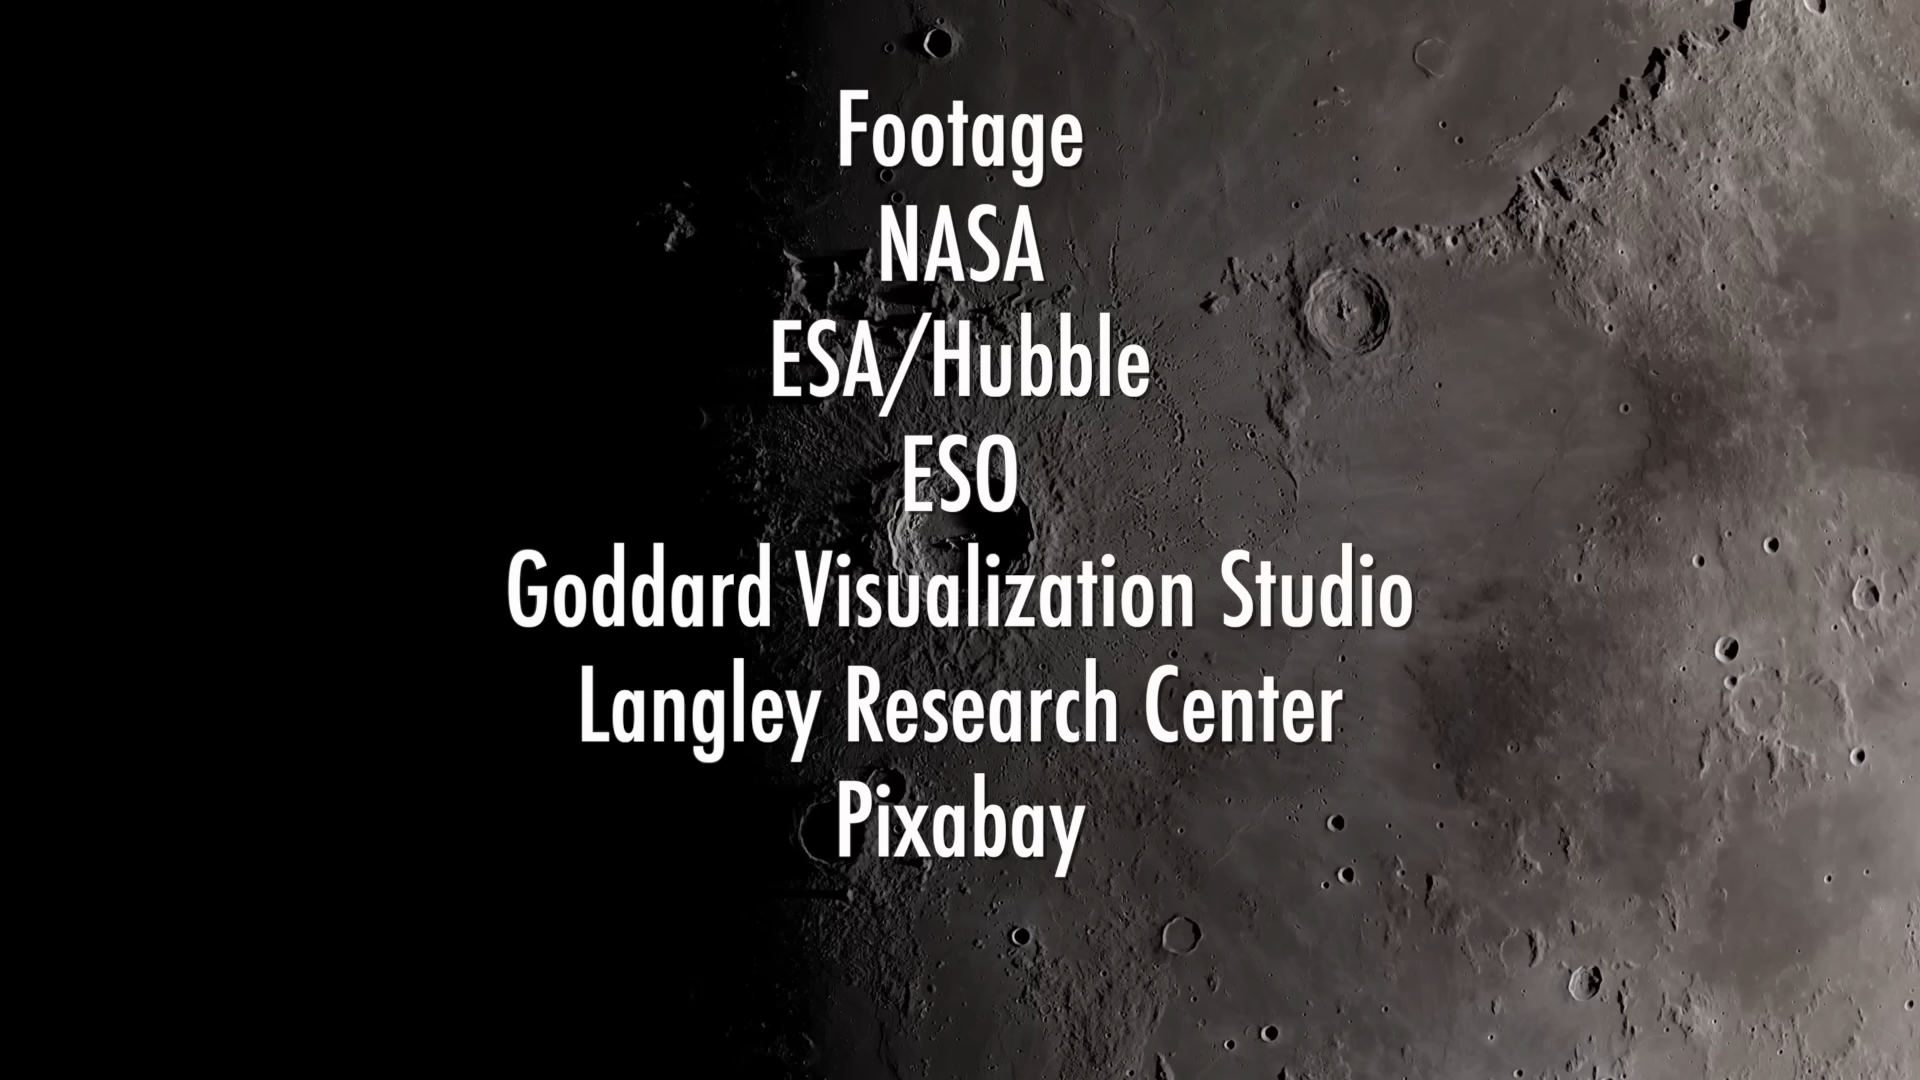 Footage
NASA
ESA/Hubble
ESO
Goddard Visualization Studio
Langley Research Center
Pixabay